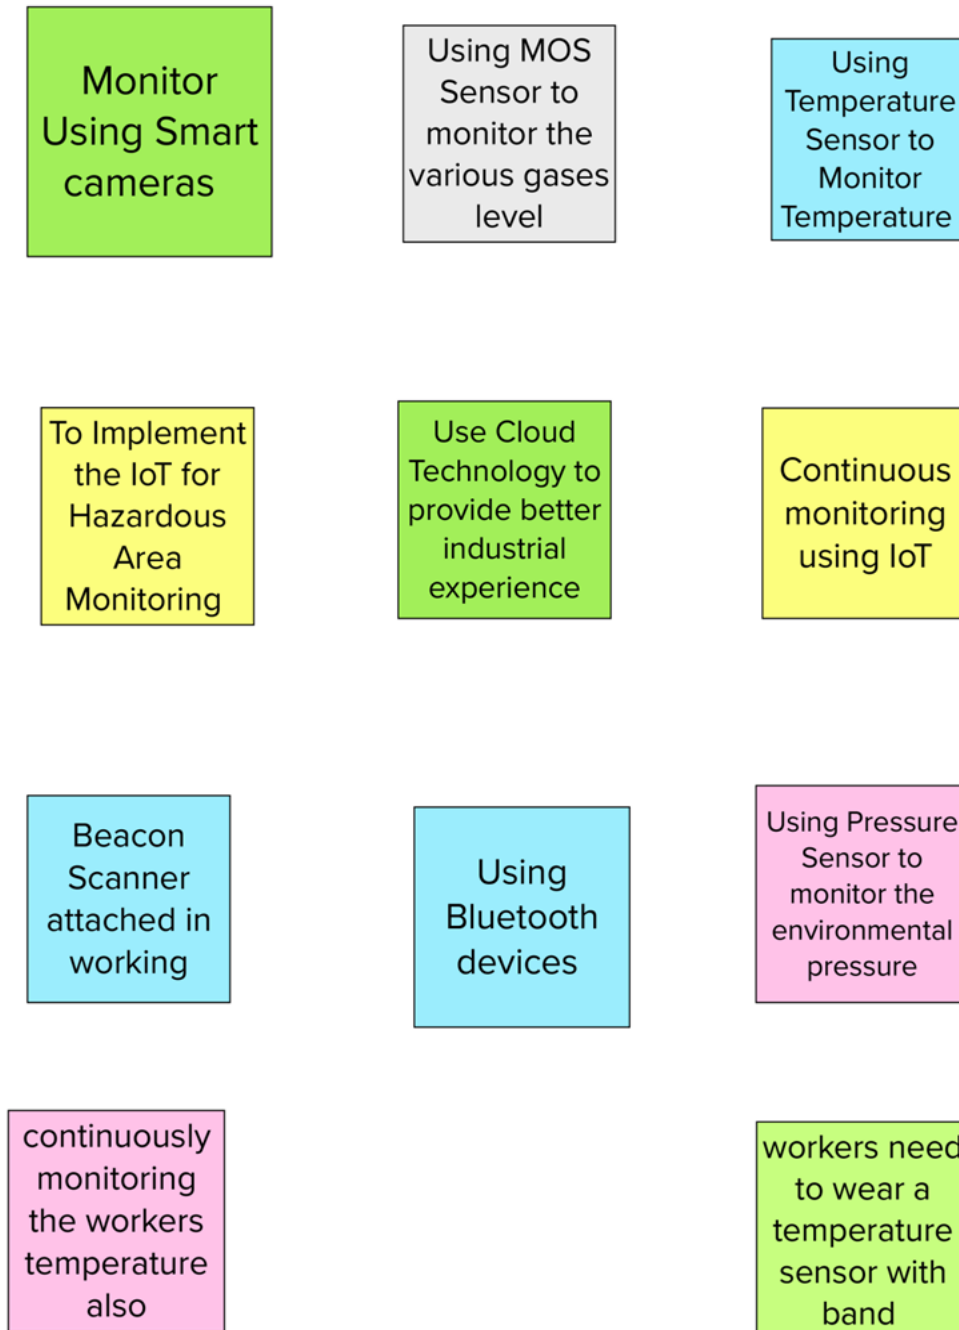 Monitor
Using Smart
cameras
Using MOS
Sensor to
monitor the
various gases
level
Using
Temperature
Sensor to
Monitor
Temperature
To Implement
the IoT for
Hazardous
Area
Monitoring
Use Cloud
Technology to
provide better
industrial
experience
Continuous
monitoring
using IoT
Beacon
Scanner
attached in
working
Using
Bluetooth
devices
Using Pressure
Sensor to
monitor the
environmental
pressure
continuously
monitoring
the workers
temperature
also
workers need
to wear a
temperature
sensor with
band